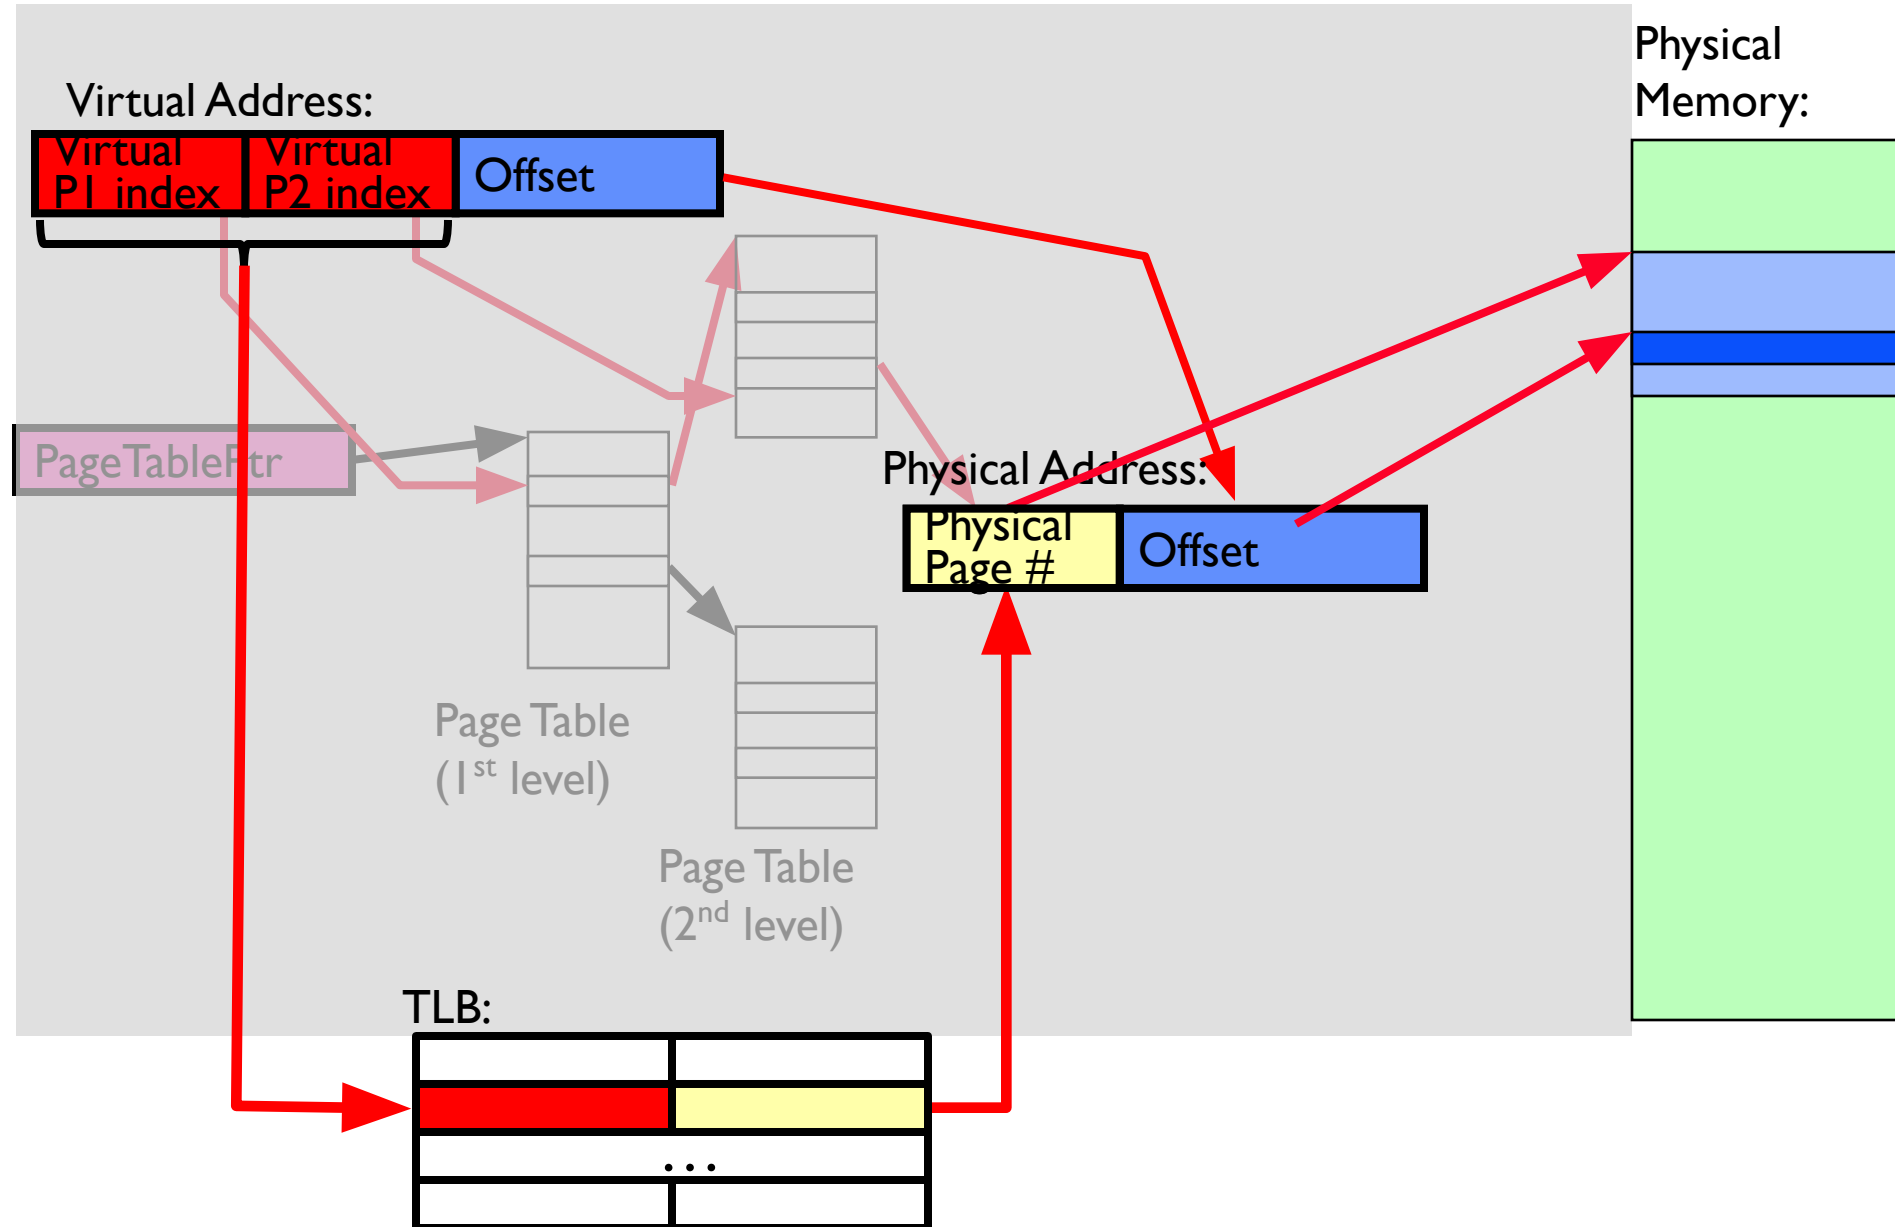 Physical
Memory:
Virtual Address:
Virtual
P1 index
Virtual
P2 index
Offset
PageTablePtr
Physical Address:
Physical
Page #
Offset
Page Table
(1st level)
Page Table
(2nd level)
TLB:
...